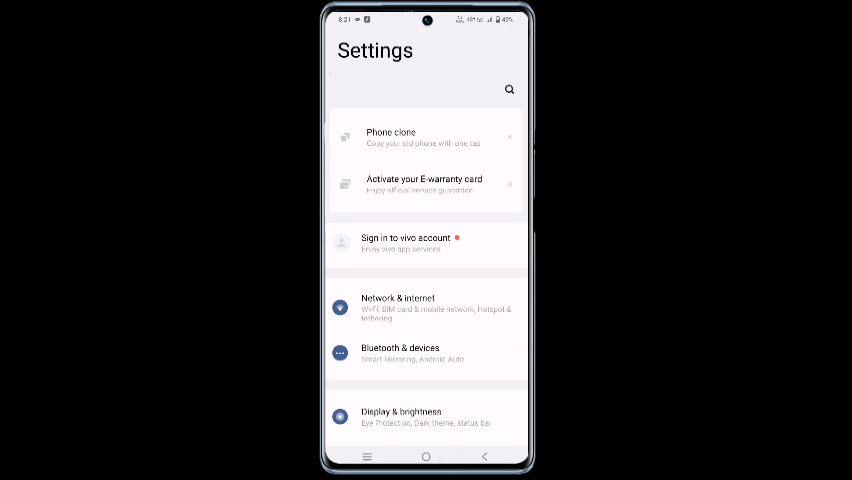 8:21
49%
Settings
Phone clone
Copy your old phone with one tap
Activate your E-warranty card
Enjoy official service guarantee
Sign in to vivo account
Enjoy vivo app services
Network & internet
Wi-Fi, SIM card & mobile network, Hotspot &
tethering
Bluetooth & devices
Smart Mirroring, Android Auto
Display & brightness
Eye Protection, Dark theme, status bar